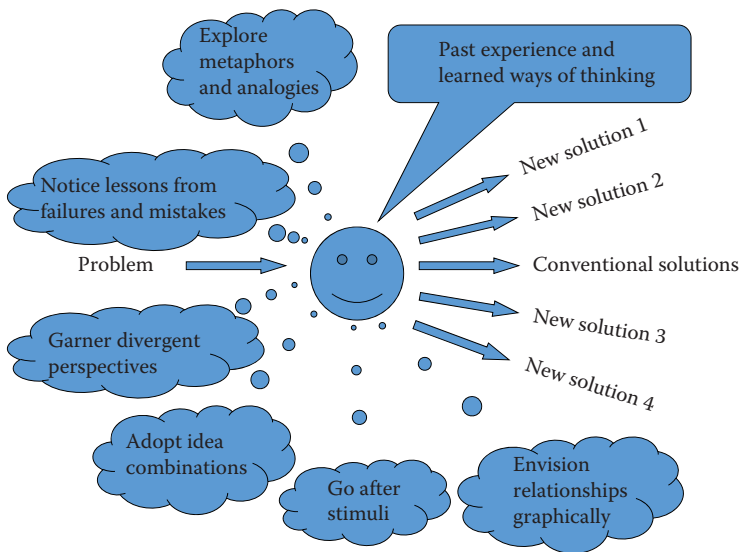 Explore
metaphors
and analogies
Past experience and
learned ways of thinking
New solution 1
Notice lessons from
failures and mistakes
New solution 2
Problem
Conventional solutions
Garner divergent
perspectives
New solution 3
New solution 4
Adopt idea
combinations
Go after
stimuli
Envision
relationships
graphically